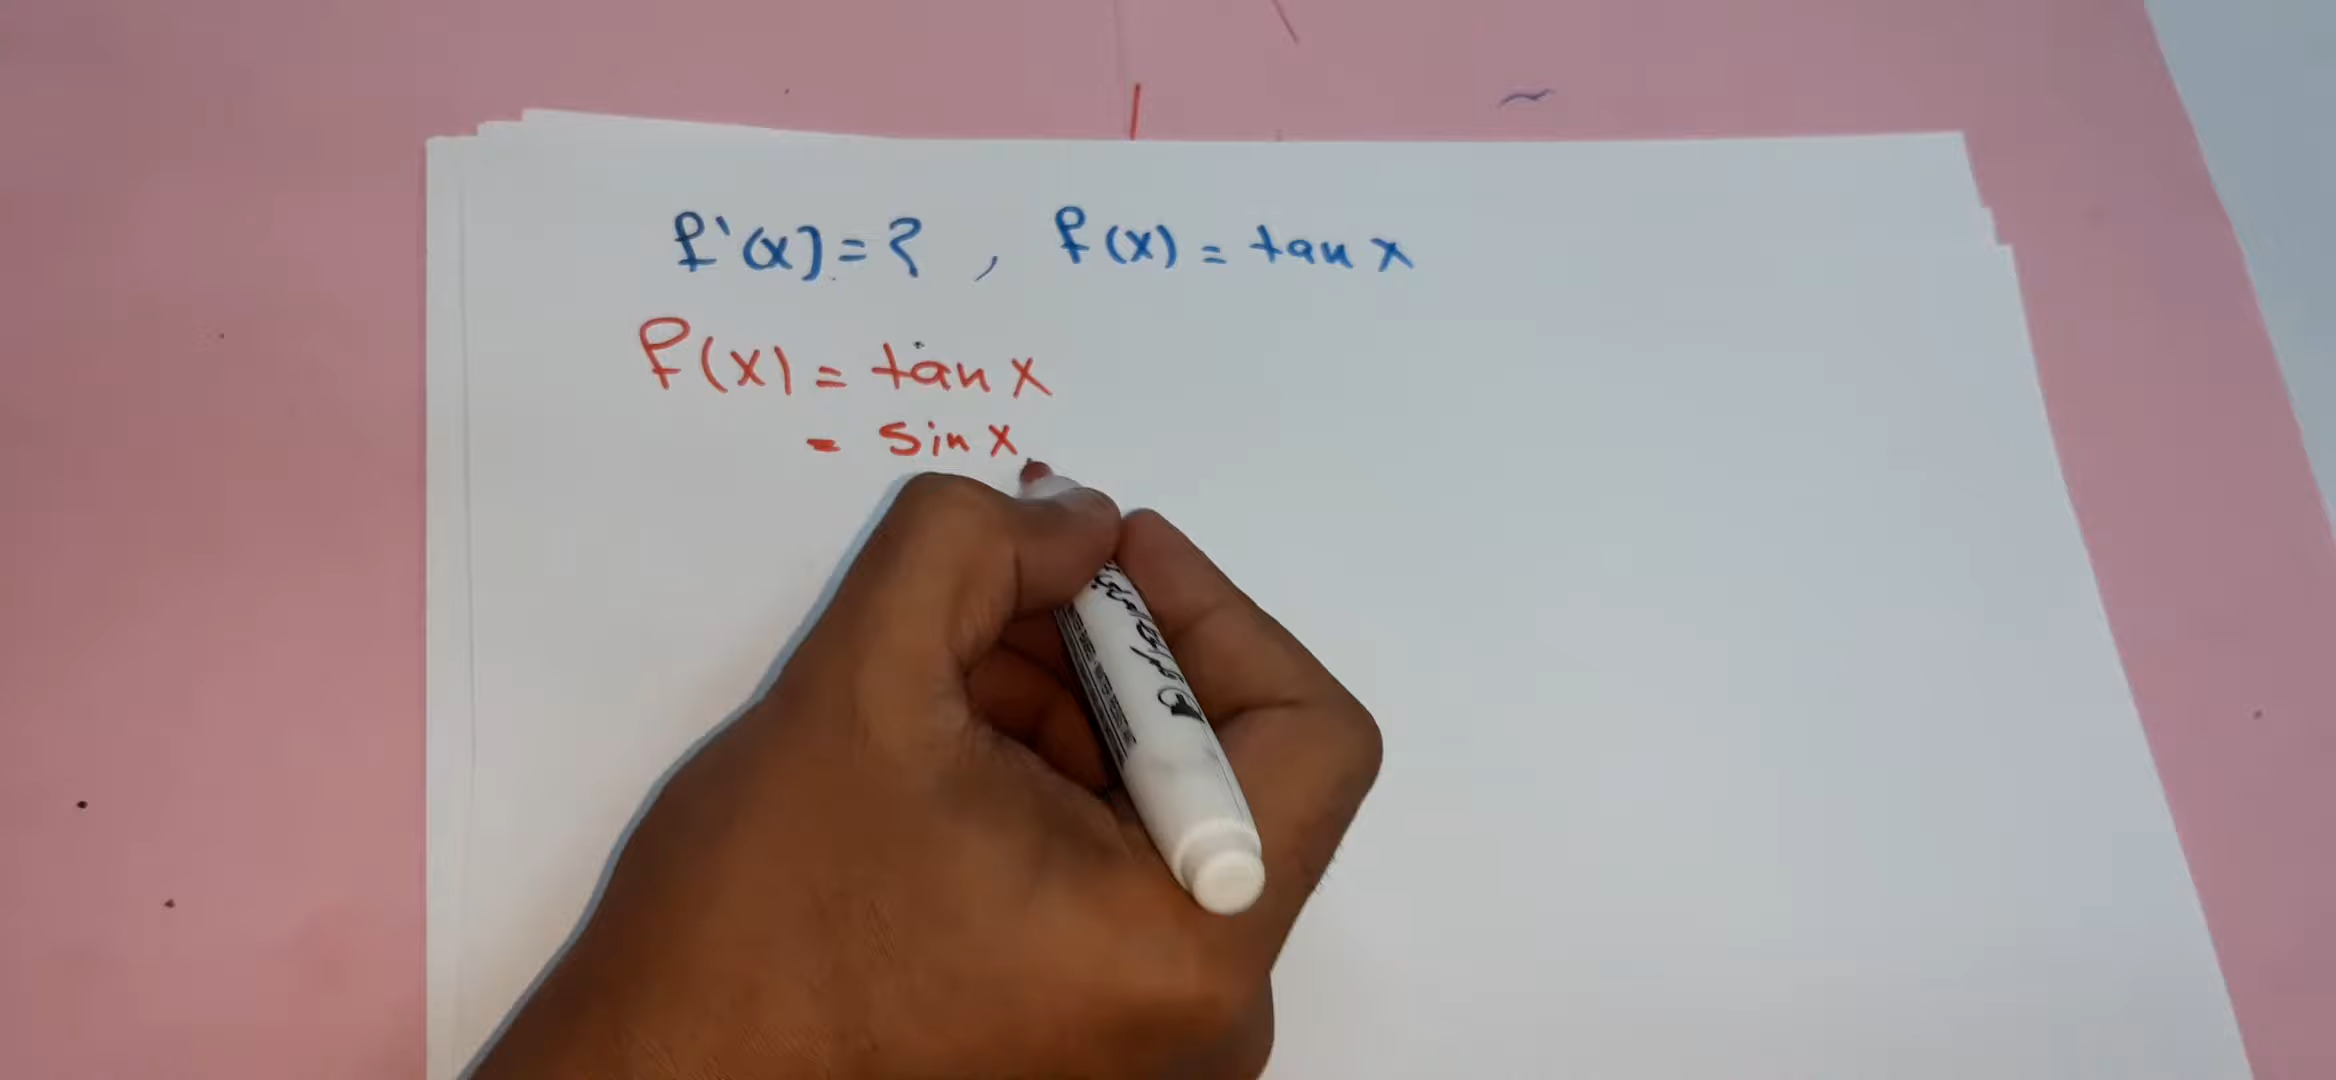 f'(x) = ? , f(x) = tan x
f(x) = tan x
= sin x